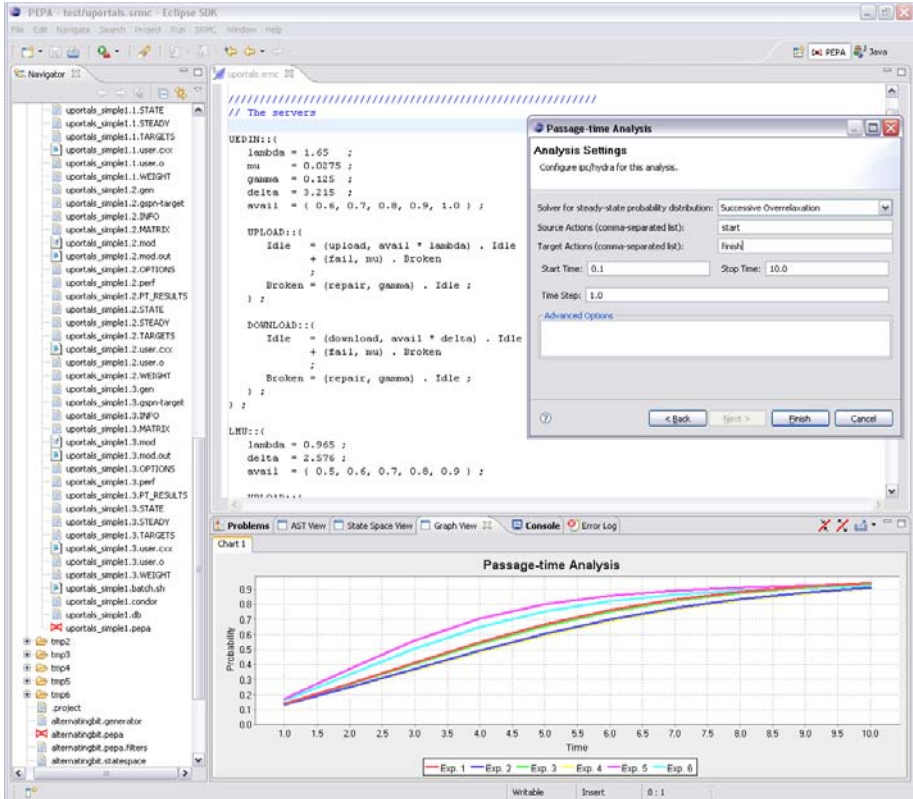 PEPA - test/uportals.srmc - Eclipse SDK
File Edit Navigate Search Project Run SRMC Window Help
PEPA Java
Navigator
uportals_simple1.1.STATE
uportals_simple1.1.STEADY
uportals_simple1.1.TARGETS
uportals_simple1.1.user.cxx
uportals_simple1.1.user.o
uportals_simple1.1.WEIGHT
uportals_simple1.2.gen
uportals_simple1.2.gspn-target
uportals_simple1.2.INFO
uportals_simple1.2.MATRIX
uportals_simple1.2.mod
uportals_simple1.2.mod.out
uportals_simple1.2.OPTIONS
uportals_simple1.2.perf
uportals_simple1.2.PT_RESULTS
uportals_simple1.2.STATE
uportals_simple1.2.STEADY
uportals_simple1.2.TARGETS
uportals_simple1.2.user.cxx
uportals_simple1.2.user.o
uportals_simple1.2.WEIGHT
uportals_simple1.3.gen
uportals_simple1.3.gspn-target
uportals_simple1.3.INFO
uportals_simple1.3.MATRIX
uportals_simple1.3.mod
uportals_simple1.3.mod.out
uportals_simple1.3.OPTIONS
uportals_simple1.3.perf
uportals_simple1.3.PT_RESULTS
uportals_simple1.3.STATE
uportals_simple1.3.STEADY
uportals_simple1.3.TARGETS
uportals_simple1.3.user.cxx
uportals_simple1.3.user.o
uportals_simple1.3.WEIGHT
uportals_simple1.batch.sh
uportals_simple1.condor
uportals_simple1.db
uportals_simple1.pepa
tmp2
tmp3
tmp4
tmp5
tmp6
.project
alternatingbit.generator
alternatingbit.pepa
alternatingbit.pepa.filters
alternatingbit.statespace
uportals.srmc
///////////////////////////////////////////////////////////
// The servers
UEDIN::{
lambda = 1.65 ;
mu = 0.0275 ;
gamma = 0.125 ;
delta = 3.215 ;
avail = { 0.6, 0.7, 0.8, 0.9, 1.0 } ;
UPLOAD::{
Idle = (upload, avail * lambda) . Idle
+ (fail, mu) . Broken
;
Broken = (repair, gamma) . Idle ;
} ;
DOWNLOAD::{
Idle = (download, avail * delta) . Idle
+ (fail, mu) . Broken
;
Broken = (repair, gamma) . Idle ;
} ;
} ;
LMU::{
lambda = 0.965 ;
delta = 2.576 ;
avail = { 0.5, 0.6, 0.7, 0.8, 0.9 } ;
UPLOAD::{
Passage-time Analysis
Analysis Settings
Configure ipc/hydra for this analysis.
Solver for steady-state probability distribution: Successive Overrelaxation
Source Actions (comma-separated list): start
Target Actions (comma-separated list): finish
Start Time: 0.1 Stop Time: 10.0
Time Step: 1.0
Advanced Options
< Back Next > Finish Cancel
Problems AST View State Space View Graph View Console Error Log
Chart 1
Passage-time Analysis
Probability
0.9
0.8
0.7
0.6
0.5
0.4
0.3
0.2
0.1
0.0
1.0 1.5 2.0 2.5 3.0 3.5 4.0 4.5 5.0 5.5 6.0 6.5 7.0 7.5 8.0 8.5 9.0 9.5 10.0
Time
Exp. 1 Exp. 2 Exp. 3 Exp. 4 Exp. 5 Exp. 6
Writable Insert 8 : 1